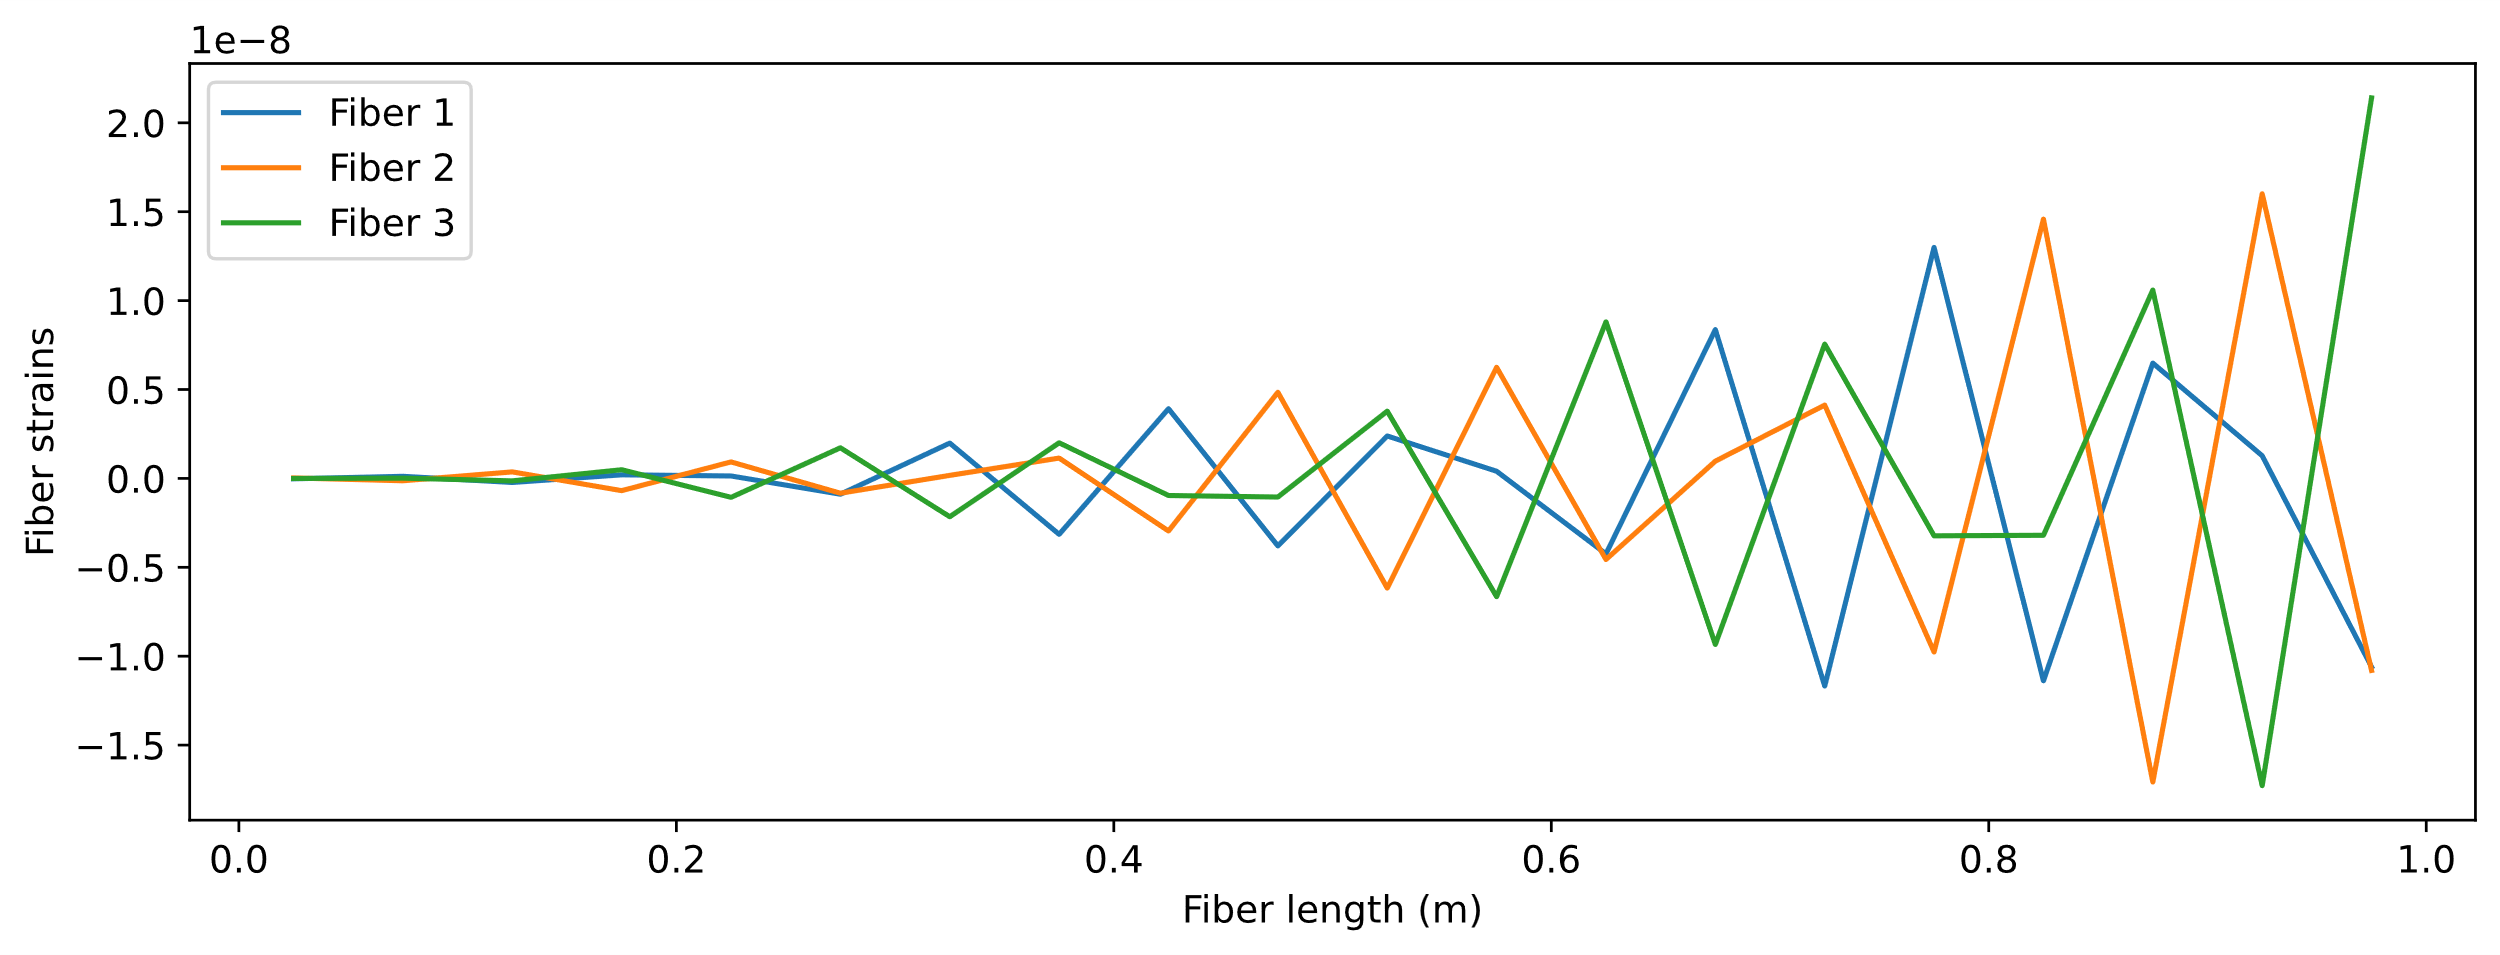 1e−8
2.0
1.5
1.0
0.5
0.0
−0.5
−1.0
−1.5
Fiber strains
Fiber 1
Fiber 2
Fiber 3
0.0 0.2 0.4 0.6 0.8 1.0
Fiber length (m)